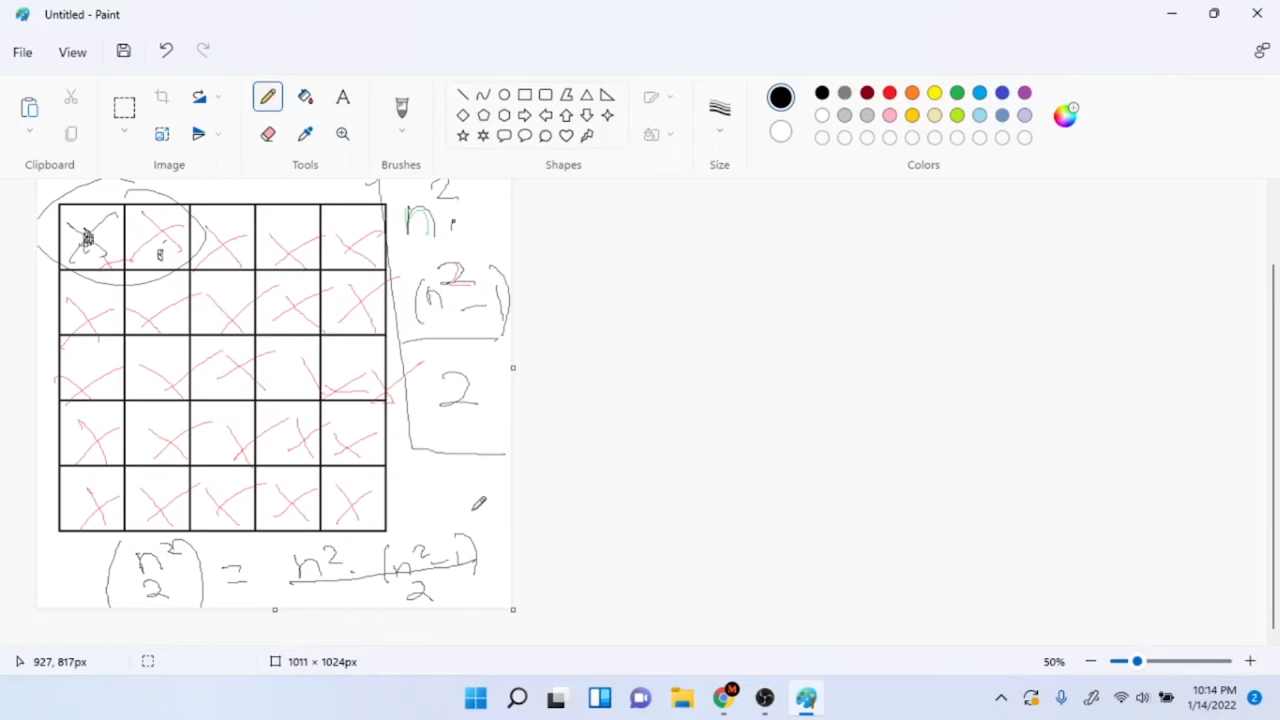 Untitled - Paint
File View
Clipboard Image Tools Brushes Shapes Size Colors
A
n²·
(n²-1)
2
(n² 2) = n²·(n²-1)
2
927, 817px 1011 × 1024px 50%
10:14 PM
1/14/2022 2
M